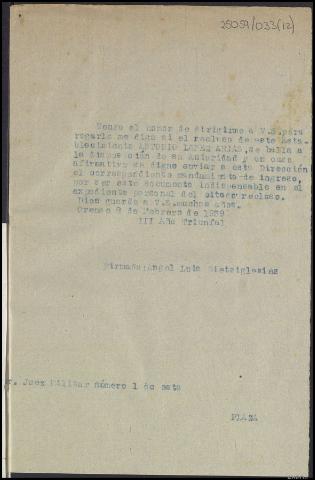 25059/033(12)
Tengo el honor de dirigirme a V.S. para
rogarle me diga si el recluso de este Esta-
blecimiento ANTONIO LOPEZ ARIAS, se halla a
la disposición de su Autoridad y en caso
afirmativo se digne enviar a esta Dirección
el correspondiente mandamiento de ingreso,
por ser este documento indispensable en el
expediente personal del citado recluso.
Dios guarde a V.S. muchos años.
Orense 8 de Febrero de 1939
III Año Triunfal
Firmado: Angel Luis Sieteiglesias
r. Juez Militar número 1 de esta
PLAZA